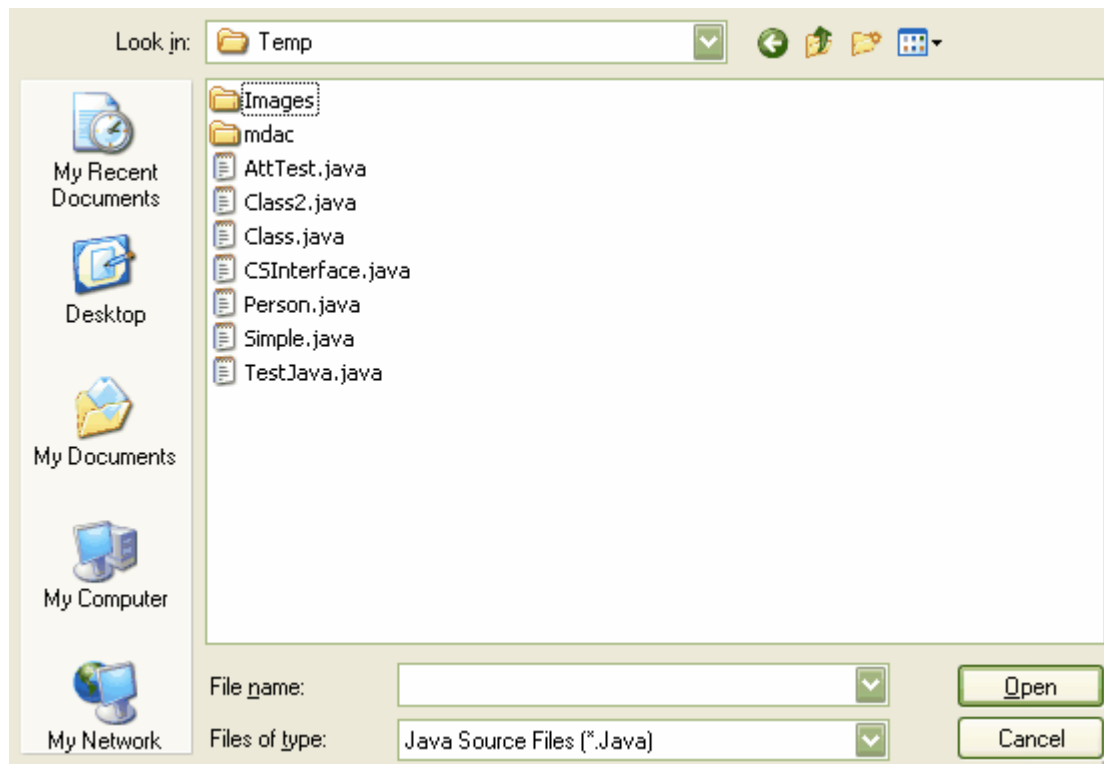 Look in: Temp
My Recent
Documents
Desktop
My Documents
My Computer
My Network
Images
mdac
AttTest.java
Class2.java
Class.java
CSInterface.java
Person.java
Simple.java
TestJava.java
File name:
Open
Files of type: Java Source Files (*.Java)
Cancel